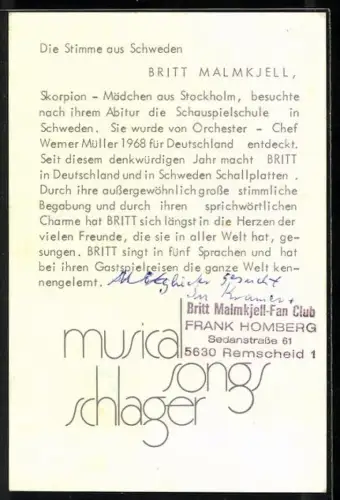 Die Stimme aus Schweden
BRITT MALMKJELL,
Skorpion - Mädchen aus Stockholm, besuchte
nach ihrem Abitur die Schauspielschule in
Schweden. Sie wurde von Orchester - Chef
Werner Müller 1968 für Deutschland entdeckt.
Seit diesem denkwürdigen Jahr macht BRITT
in Deutschland und in Schweden Schallplatten.
Durch ihre außergewöhnlich große stimmliche
Begabung und durch ihren sprichwörtlichen
Charme hat BRITT sich längst in die Herzen der
vielen Freunde, die sie in aller Welt hat, ge-
sungen. BRITT singt in fünf Sprachen und hat
bei ihren Gastspielreisen die ganze Welt ken-
nengelernt. Mitglieder gesucht
Britt Malmkjell-Fan Club
FRANK HOMBERG
Sedanstraße 61
5630 Remscheid 1
musical
songs
schlager